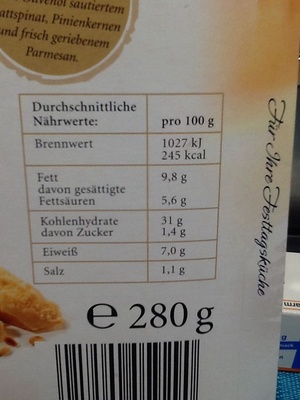 Olivenöl sautiertem
attspinat, Pinienkernen
und frisch geriebenem
Parmesan.
Durchschnittliche
Nährwerte: pro 100 g
Brennwert 1027 kJ
245 kcal
Fett 9,8 g
davon gesättigte
Fettsäuren 5,6 g
Kohlenhydrate 31 g
davon Zucker 1,4 g
Eiweiß 7,0 g
Salz 1,1 g
e 280 g
Für Ihre Festtagsküche